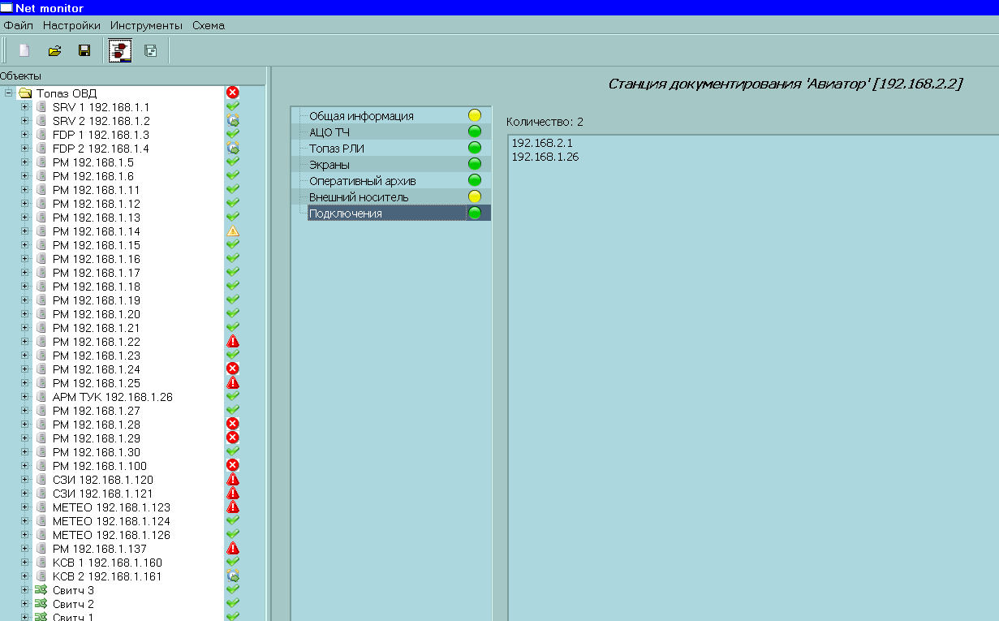 Net monitor
Файл Настройки Инструменты Схема
Объекты
Топаз ОВД
SRV 1 192.168.1.1
SRV 2 192.168.1.2
FDP 1 192.168.1.3
FDP 2 192.168.1.4
РМ 192.168.1.5
РМ 192.168.1.6
РМ 192.168.1.11
РМ 192.168.1.12
РМ 192.168.1.13
РМ 192.168.1.14
РМ 192.168.1.15
РМ 192.168.1.16
РМ 192.168.1.17
РМ 192.168.1.18
РМ 192.168.1.19
РМ 192.168.1.20
РМ 192.168.1.21
РМ 192.168.1.22
РМ 192.168.1.23
РМ 192.168.1.24
РМ 192.168.1.25
АРМ ТУК 192.168.1.26
РМ 192.168.1.27
РМ 192.168.1.28
РМ 192.168.1.29
РМ 192.168.1.30
РМ 192.168.1.100
СЗИ 192.168.1.120
СЗИ 192.168.1.121
МЕТЕО 192.168.1.123
МЕТЕО 192.168.1.124
МЕТЕО 192.168.1.126
РМ 192.168.1.137
КСВ 1 192.168.1.160
КСВ 2 192.168.1.161
Свитч 3
Свитч 2
Свитч 1
Станция документирования 'Авиатор' [192.168.2.2]
Общая информация
АЦО ТЧ
Топаз РЛИ
Экраны
Оперативный архив
Внешний носитель
Подключения
Количество: 2
192.168.2.1
192.168.1.26